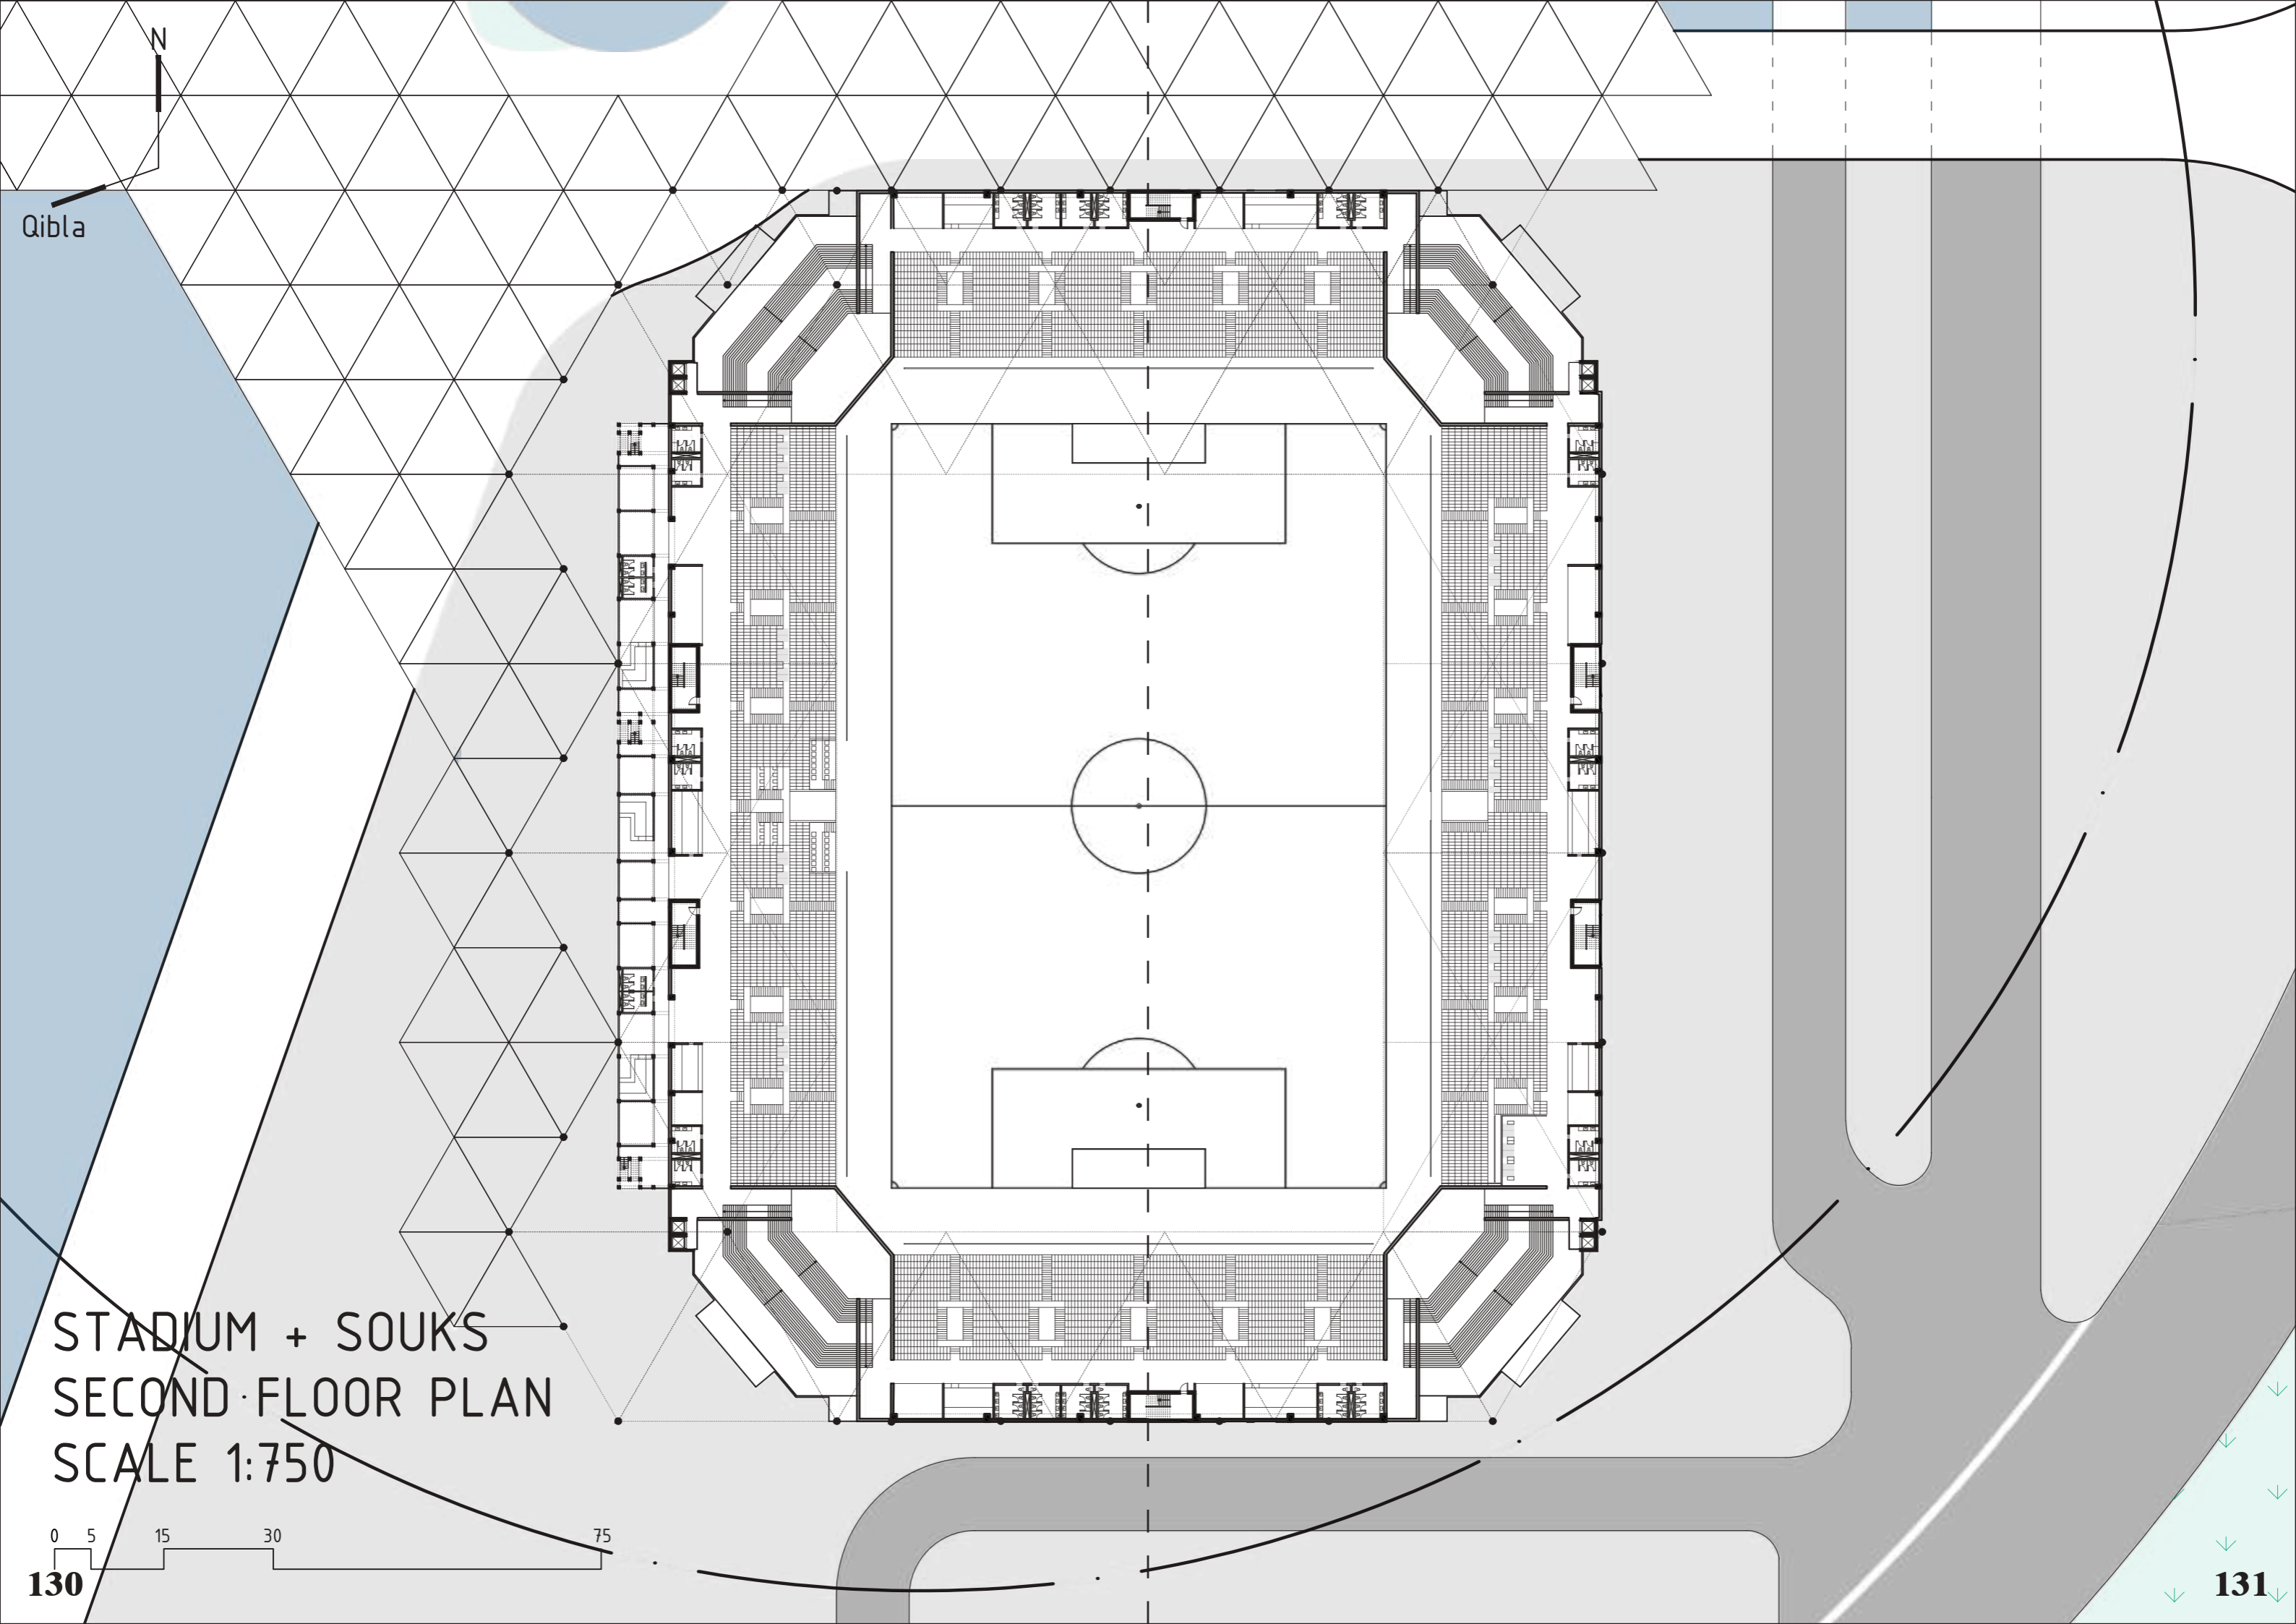 N
Qibla
STADIUM + SOUKS
SECOND FLOOR PLAN
SCALE 1:750
0 5 15 30 75
130
131